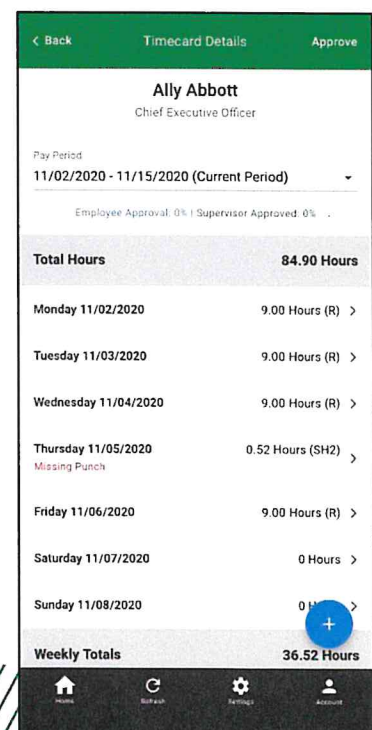 < Back Timecard Details Approve
Ally Abbott
Chief Executive Officer
Pay Period
11/02/2020 - 11/15/2020 (Current Period)
Employee Approval: 0% | Supervisor Approved: 0%
Total Hours 84.90 Hours
Monday 11/02/2020 9.00 Hours (R) >
Tuesday 11/03/2020 9.00 Hours (R) >
Wednesday 11/04/2020 9.00 Hours (R) >
Thursday 11/05/2020 0.52 Hours (SH2) >
Missing Punch
Friday 11/06/2020 9.00 Hours (R) >
Saturday 11/07/2020 0 Hours >
Sunday 11/08/2020 0 >
+
Weekly Totals 36.52 Hours
Home Refresh Settings Account